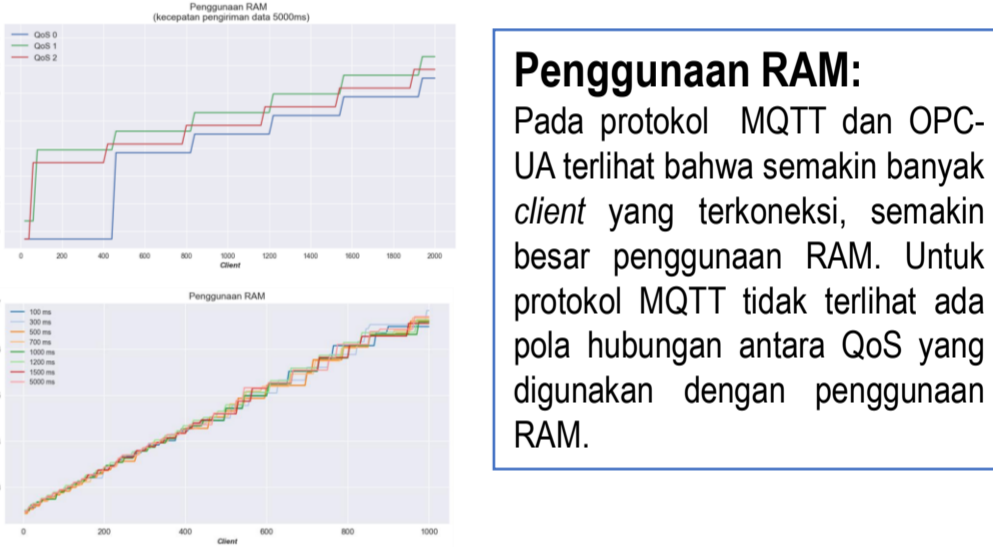 Penggunaan RAM
(kecepatan pengiriman data 5000ms)
QoS 0
QoS 1
QoS 2
0 200 400 600 800 1000 1200 1400 1600 1800 2000
Client
Penggunaan RAM
100 ms
300 ms
500 ms
700 ms
1000 ms
1200 ms
1500 ms
5000 ms
0 200 400 600 800 1000
Client
Penggunaan RAM:
Pada protokol MQTT dan OPC-
UA terlihat bahwa semakin banyak
client yang terkoneksi, semakin
besar penggunaan RAM. Untuk
protokol MQTT tidak terlihat ada
pola hubungan antara QoS yang
digunakan dengan penggunaan
RAM.